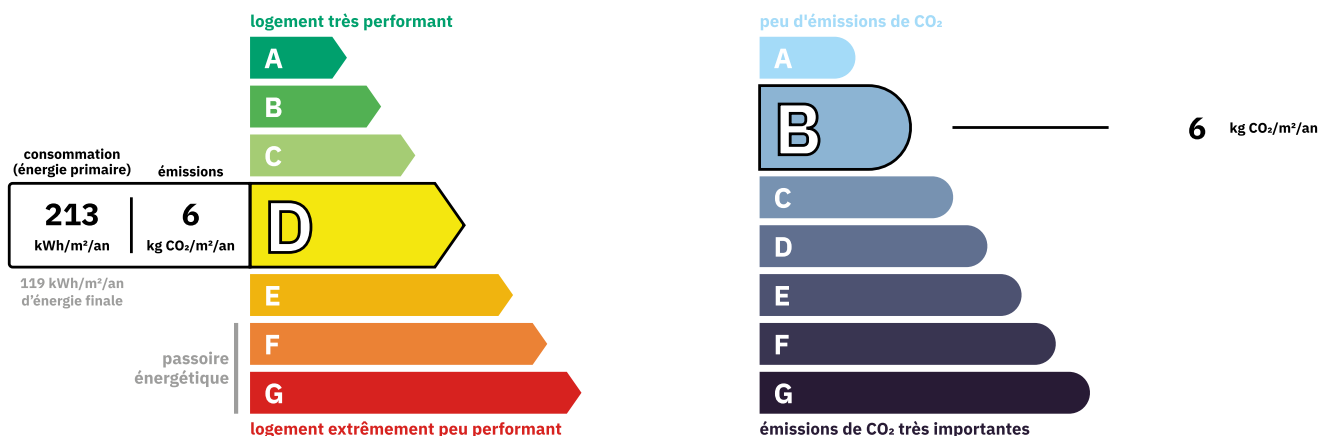 logement très performant
A
B
C
consommation
(énergie primaire)
émissions
213
kWh/m²/an
6
kg CO₂/m²/an
D
119 kWh/m²/an
d'énergie finale
E
passoire
énergétique
F
G
logement extrêmement peu performant
peu d'émissions de CO₂
A
B
6 kg CO₂/m²/an
C
D
E
F
G
émissions de CO₂ très importantes